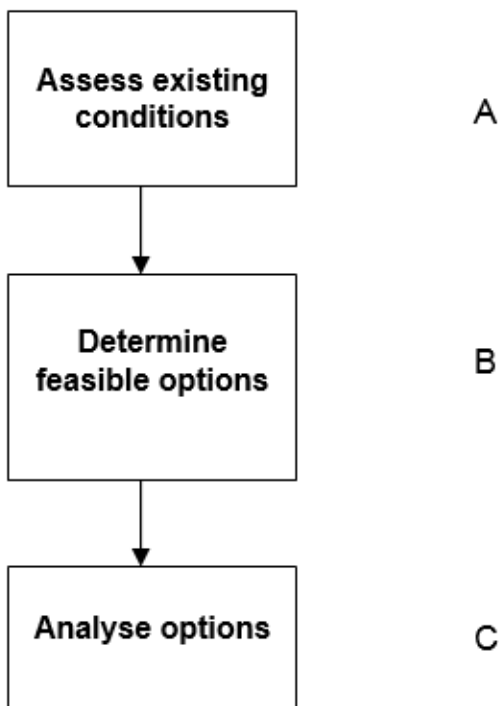 Assess existing
conditions
A
Determine
feasible options
B
Analyse options
C